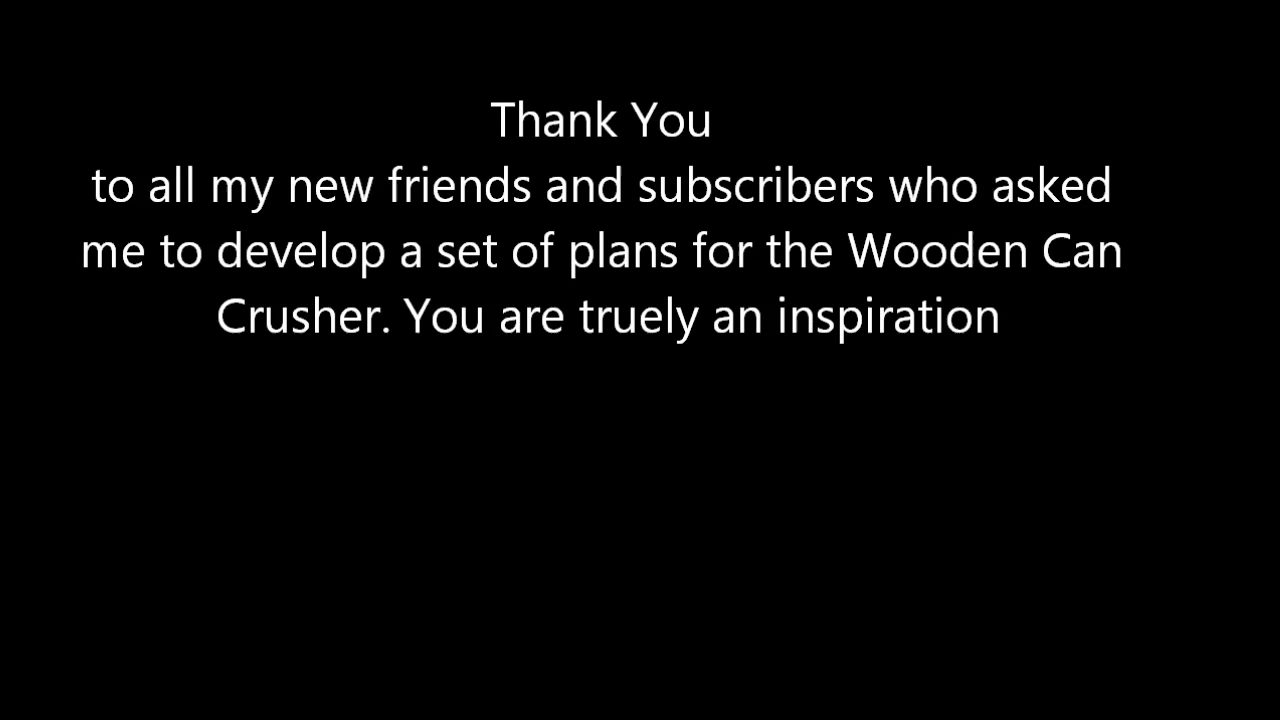 Thank You
to all my new friends and subscribers who asked
me to develop a set of plans for the Wooden Can
Crusher. You are truely an inspiration